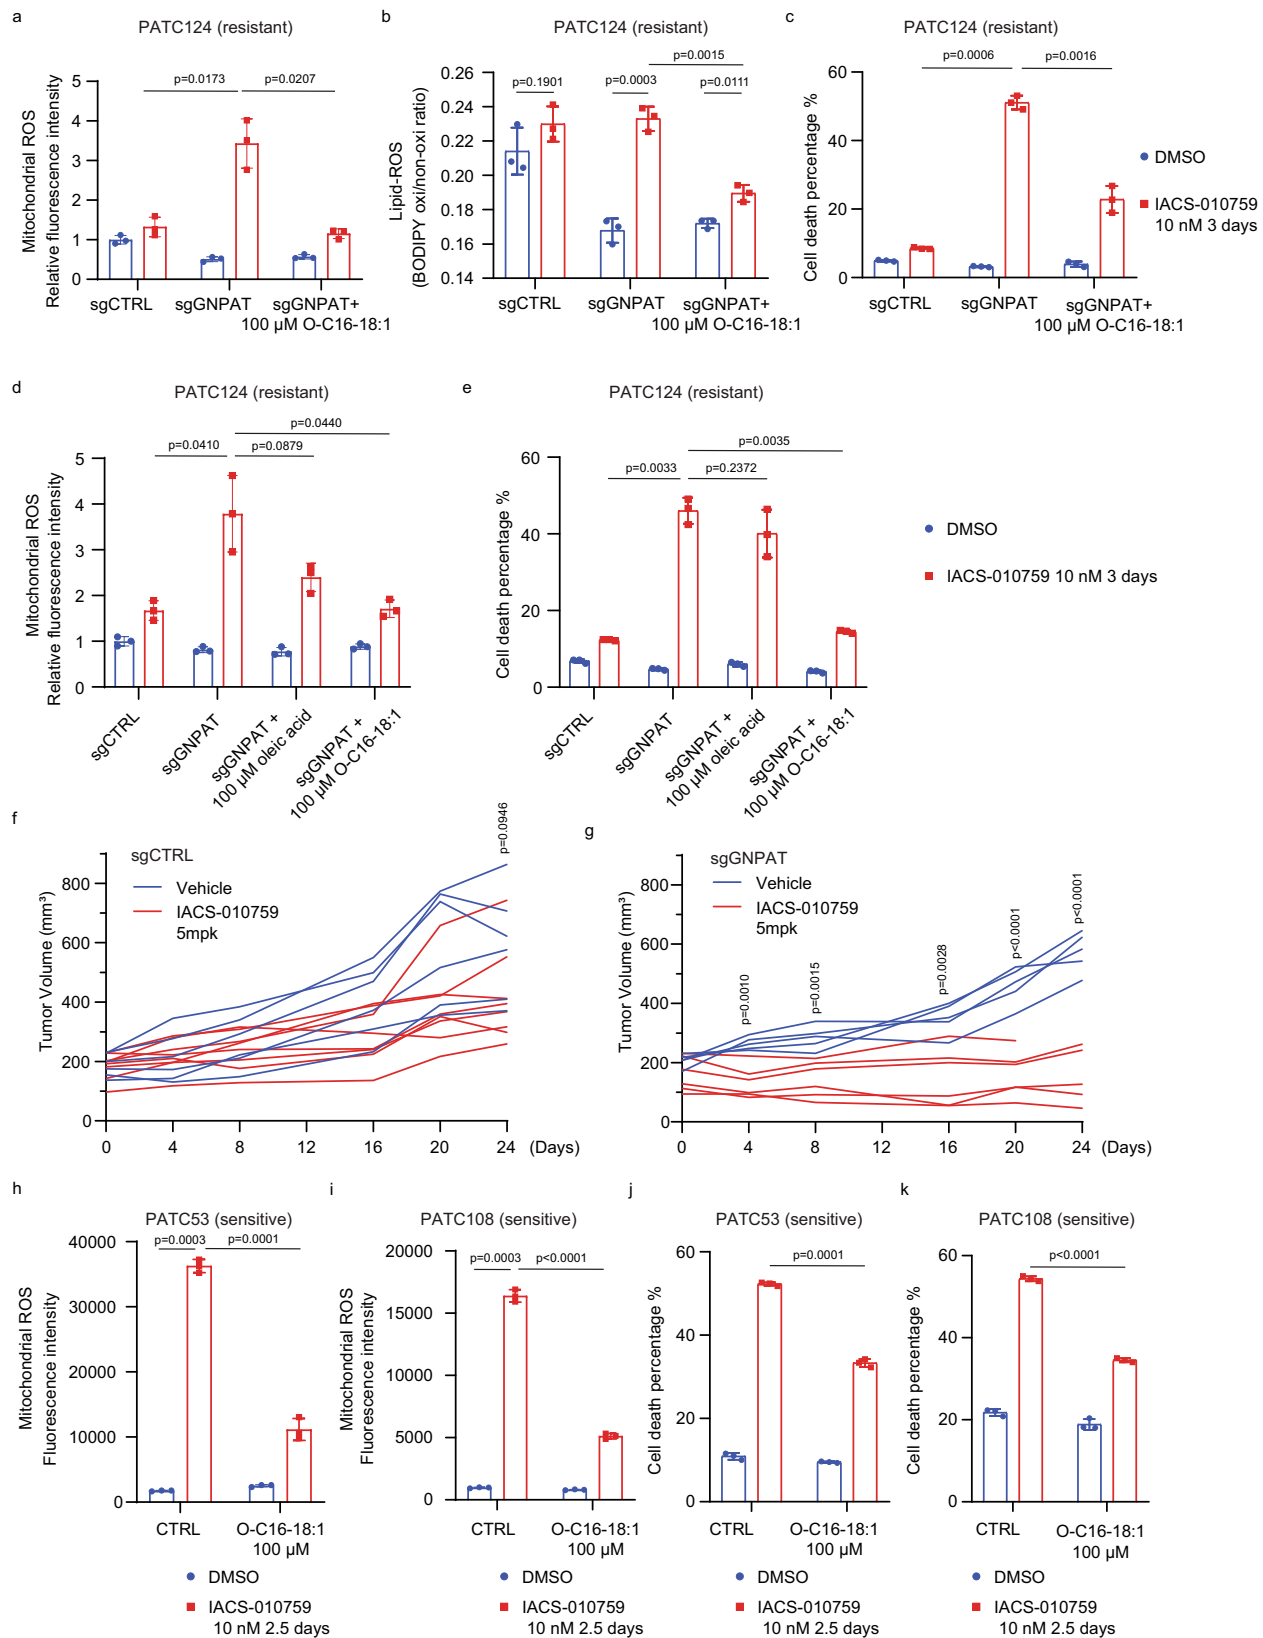 a
PATC124 (resistant)
Mitochondrial ROS
Relative fluorescence intensity
p=0.0173
p=0.0207
5
4
3
2
1
0
sgCTRL
sgGNPAT
sgGNPAT+
100 µM O-C16-18:1
b
PATC124 (resistant)
Lipid-ROS
(BODIPY oxi/non-oxi ratio)
p=0.0015
p=0.1901
p=0.0003
p=0.0111
0.26
0.24
0.22
0.20
0.18
0.16
0.14
sgCTRL
sgGNPAT
sgGNPAT+
100 µM O-C16-18:1
c
PATC124 (resistant)
Cell death percentage %
p=0.0006
p=0.0016
60
40
20
0
sgCTRL
sgGNPAT
sgGNPAT+
100 µM O-C16-18:1
DMSO
IACS-010759
10 nM 3 days
d
PATC124 (resistant)
Mitochondrial ROS
Relative fluorescence intensity
p=0.0440
p=0.0410
p=0.0879
5
4
3
2
1
0
sgCTRL
sgGNPAT
sgGNPAT +
100 µM oleic acid
sgGNPAT +
100 µM O-C16-18:1
e
PATC124 (resistant)
Cell death percentage %
p=0.0035
p=0.0033
p=0.2372
60
40
20
0
sgCTRL
sgGNPAT
sgGNPAT +
100 µM oleic acid
sgGNPAT +
100 µM O-C16-18:1
DMSO
IACS-010759 10 nM 3 days
f
sgCTRL
Vehicle
IACS-010759
5mpk
p=0.0946
Tumor Volume (mm³)
800
600
400
200
0
0 4 8 12 16 20 24 (Days)
g
sgGNPAT
Vehicle
IACS-010759
5mpk
p=0.0010
p=0.0015
p=0.0028
p<0.0001
p<0.0001
Tumor Volume (mm³)
800
600
400
200
0
0 4 8 12 16 20 24 (Days)
h
PATC53 (sensitive)
p=0.0003
p=0.0001
Mitochondrial ROS
Fluorescence intensity
40000
30000
20000
10000
0
CTRL
O-C16-18:1
100 µM
DMSO
IACS-010759
10 nM 2.5 days
i
PATC108 (sensitive)
p=0.0003
p<0.0001
Mitochondrial ROS
Fluorescence intensity
20000
15000
10000
5000
0
CTRL
O-C16-18:1
100 µM
DMSO
IACS-010759
10 nM 2.5 days
j
PATC53 (sensitive)
p=0.0001
Cell death percentage %
60
40
20
0
CTRL
O-C16-18:1
100 µM
DMSO
IACS-010759
10 nM 2.5 days
k
PATC108 (sensitive)
p<0.0001
Cell death percentage %
60
40
20
0
CTRL
O-C16-18:1
100 µM
DMSO
IACS-010759
10 nM 2.5 days